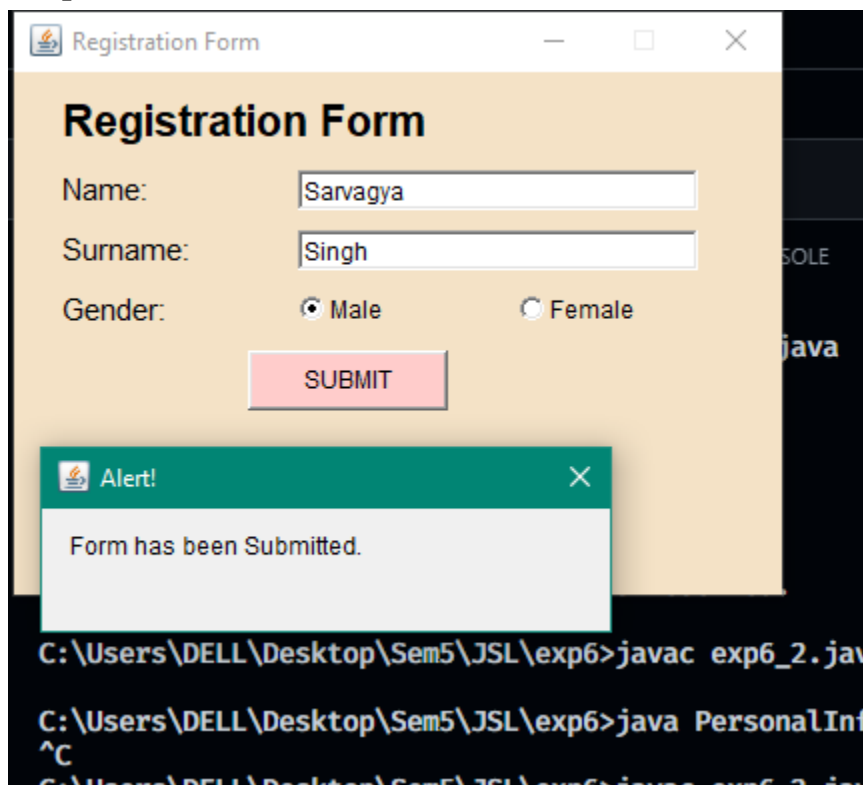 Registration Form
Registration Form
Name: Sarvagya
SOLE
Surname: Singh
Gender: Male Female
java
SUBMIT
Alert!
Form has been Submitted.
C:\Users\DELL\Desktop\Sem5\JSL\exp6>javac exp6_2.jav
C:\Users\DELL\Desktop\Sem5\JSL\exp6>java PersonalInf
^C